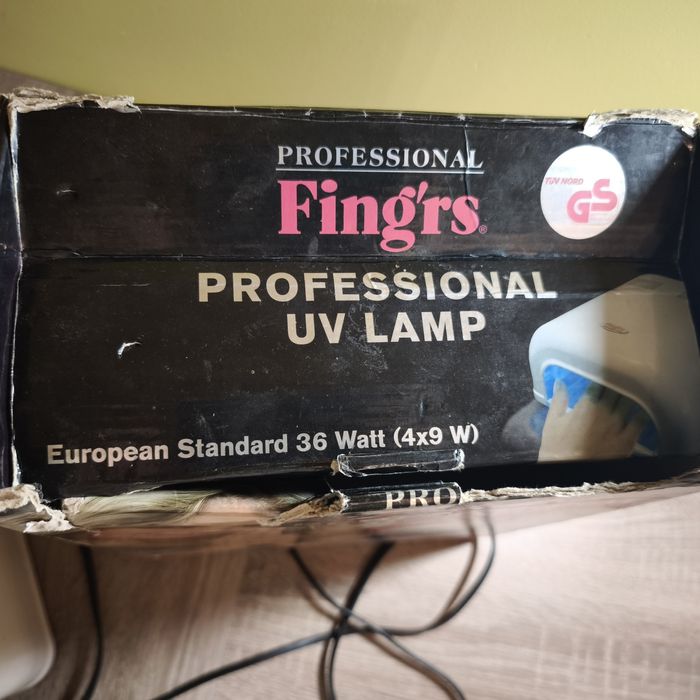 PROFESSIONAL
Fing'rs®
TÜV NORD
GS
PROFESSIONAL
UV LAMP
European Standard 36 Watt (4x9 W)
PRO